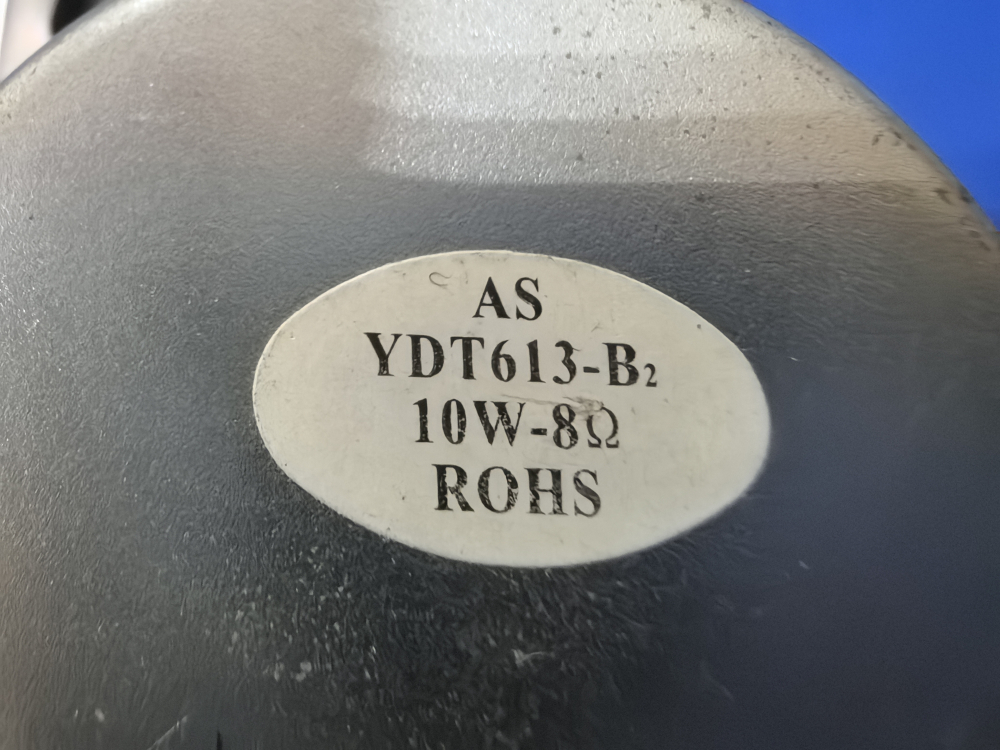 AS
YDT613-B₂
10W-8Ω
ROHS